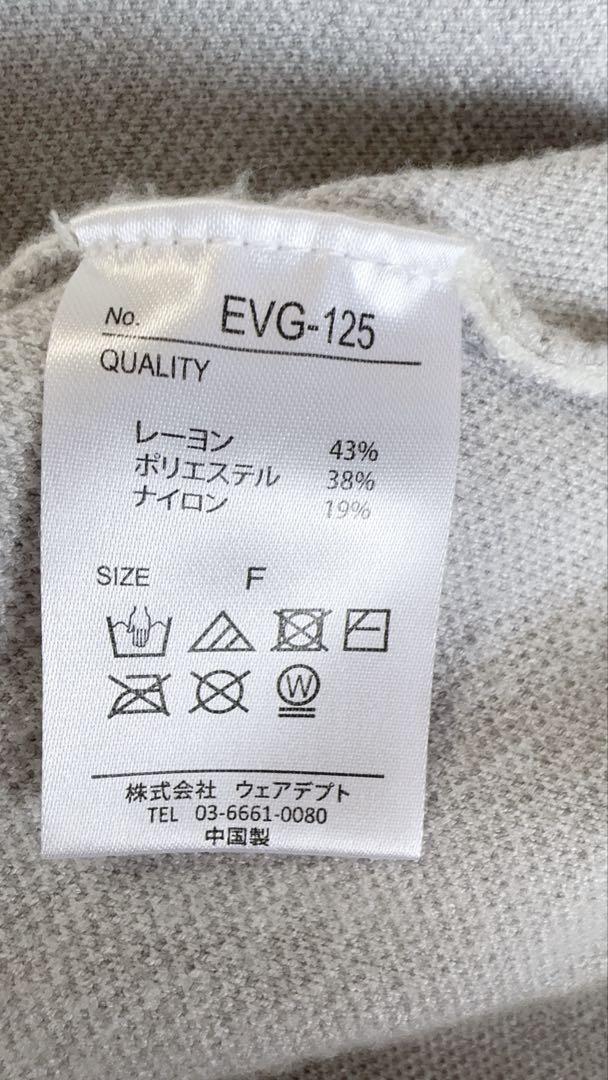 No. EVG-125
QUALITY
レーヨン 43%
ポリエステル 38%
ナイロン 19%
SIZE F
W
株式会社 ウェアデプト
TEL 03-6661-0080
中国製